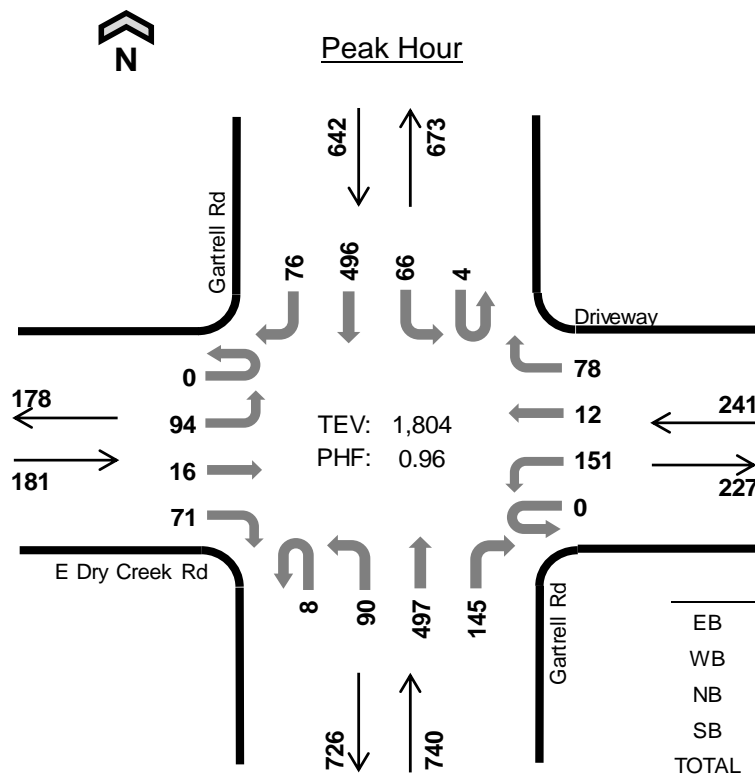 N
Peak Hour
642
673
Gartrell Rd
76
496
66
4
Driveway
0
78
178
94
TEV: 1,804
12
241
181
16
PHF: 0.96
151
227
71
0
E Dry Creek Rd
8
90
497
145
Gartrell Rd
EB
WB
NB
SB
TOTAL
726
740